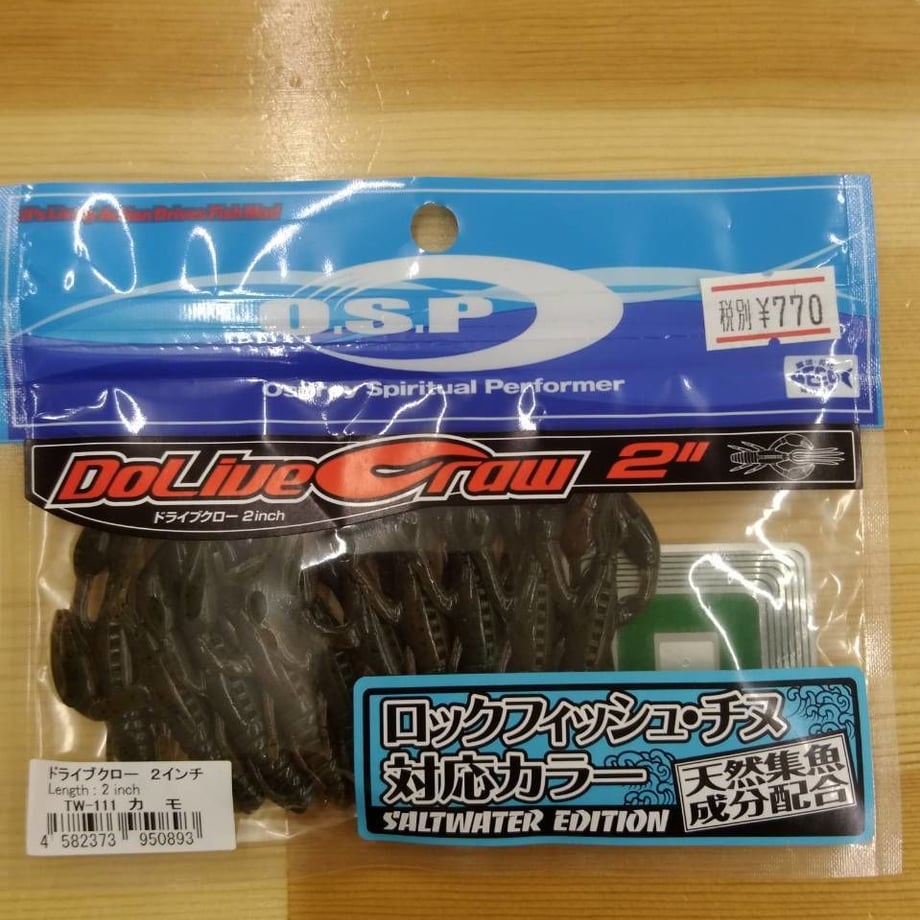 O.S.P
税別 ¥770
Osprey Spiritual Performer
DoLive Craw 2"
ドライブクロー 2inch
ロックフィッシュ・チヌ
対応カラー
天然集魚
成分配合
SALTWATER EDITION
ドライブクロー 2インチ
Length : 2 inch
TW-111 カモ
4 582373 950893